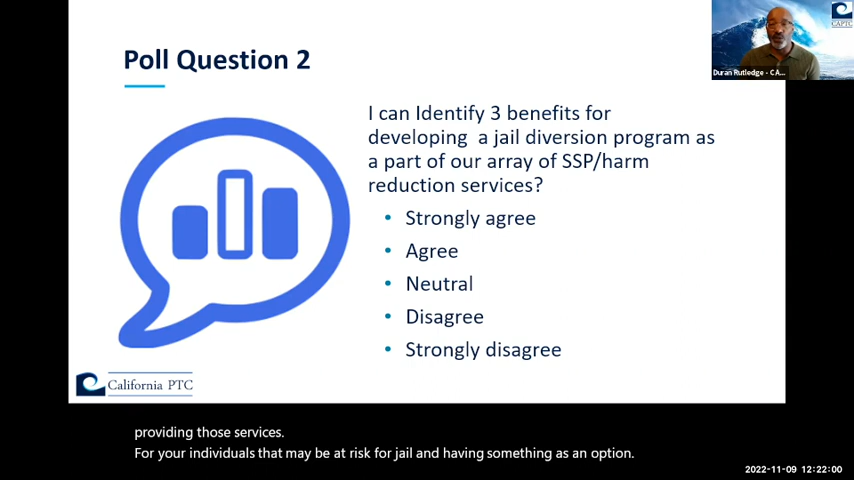 Poll Question 2
I can Identify 3 benefits for
developing a jail diversion program as
a part of our array of SSP/harm
reduction services?
• Strongly agree
• Agree
• Neutral
• Disagree
• Strongly disagree
California PTC
CAPTC
Duran Rutledge - C A...
providing those services.
For your individuals that may be at risk for jail and having something as an option.
2022-11-09 12:22:00